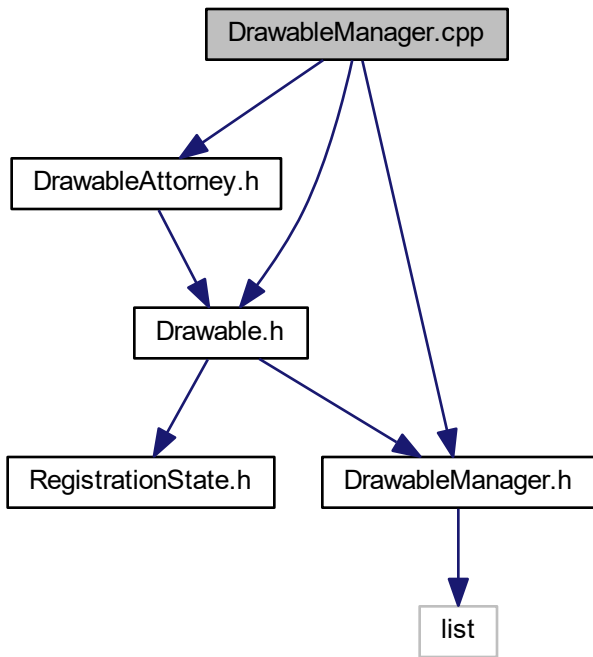 DrawableManager.cpp
DrawableAttorney.h
Drawable.h
RegistrationState.h
DrawableManager.h
list